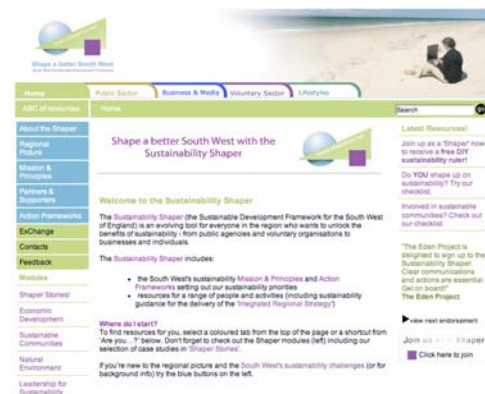 Shape a better South West
Home
Public Sector
Business & Media
Voluntary Sector
Lifestyles
ABC of resources
Home
Search
go
About the Shaper
Regional
Picture
Mission &
Principles
Partners &
Supporters
Action Frameworks
ExChange
Contacts
Feedback
Modules
Shaper Stories!
Economic
Development
Sustainable
Communities
Natural
Environment
Leadership for
Sustainability
Shape a better South West with the
Sustainability Shaper
Welcome to the Sustainability Shaper
The Sustainability Shaper (the Sustainable Development Framework for the South West
of England) is an evolving tool for everyone in the region who wants to unlock the
benefits of sustainability - from public agencies and voluntary organisations to
businesses and individuals.
The Sustainability Shaper includes:
the South West's sustainability Mission & Principles and Action
Frameworks setting out our sustainability priorities
resources for a range of people and activities (including sustainability
guidance for the delivery of the 'Integrated Regional Strategy')
Where do I start?
To find resources for you, select a coloured tab from the top of the page or a shortcut from
'Are you...?' below. Don't forget to check out the Shaper modules (left) including our
selection of case studies in 'Shaper Stories'.
If you're new to the regional picture and the South West's sustainability challenges (or for
background info) try the blue buttons on the left.
Latest Resources!
Join up as a 'Shaper' now
to receive a free DIY
sustainability ruler!
Do YOU shape up on
sustainability? Try our
checklist.
Involved in sustainable
communities? Check out
our checklist
"The Eden Project is
delighted to sign up to the
Sustainability Shaper.
Clear communications
and actions are essential.
Get on board!"
The Eden Project
view next endorsement
Join us Shaper
Click here to join